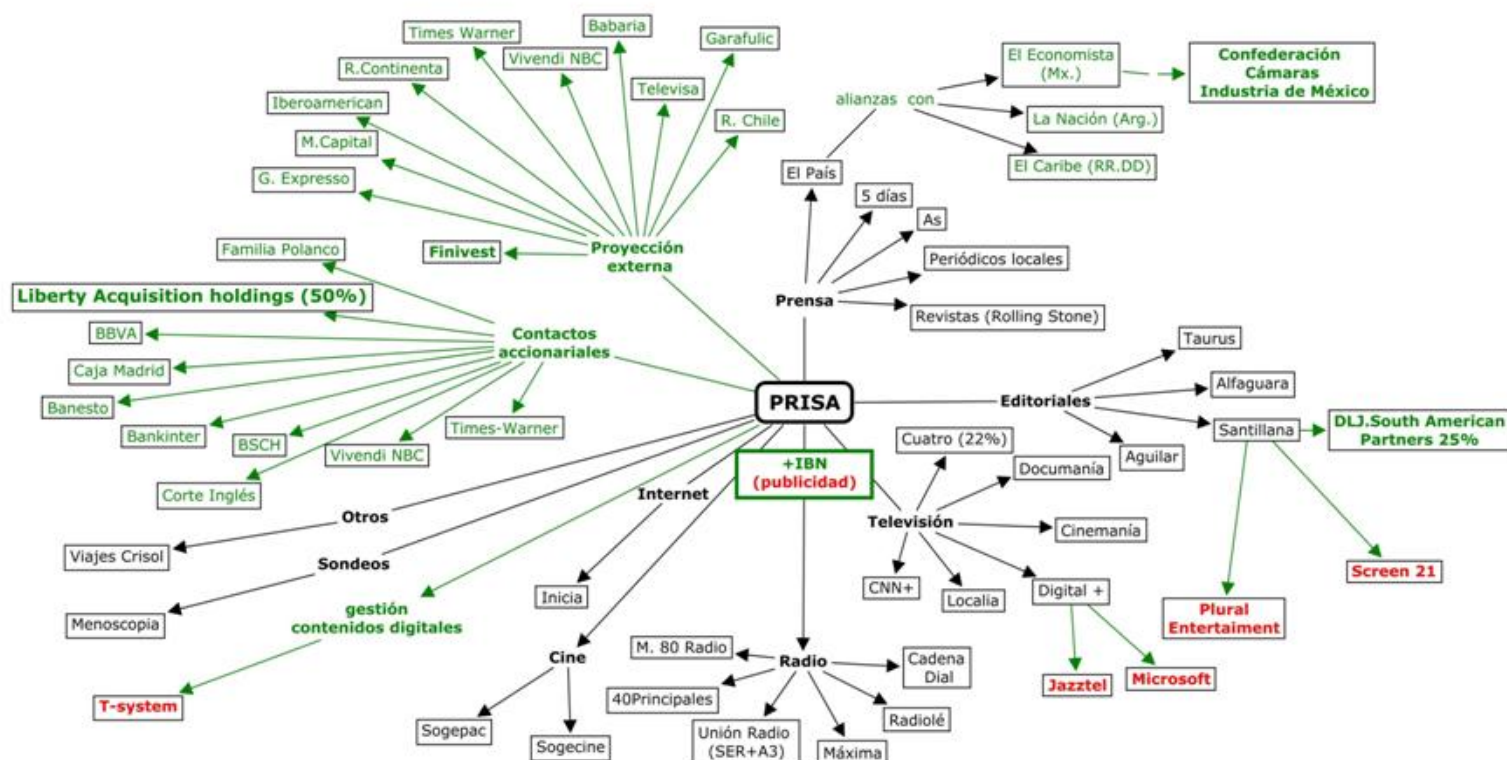 Times Warner
Babaria
Garafulic
Vivendi NBC
R.Continenta
Televisa
Iberoamerican
R. Chile
M.Capital
G. Expresso
Finivest
Proyección
externa
El Economista
(Mx.)
Confederación
Cámaras
Industria de México
alianzas con
La Nación (Arg.)
El Caribe (RR.DD)
El País
5 días
As
Periódicos locales
Prensa
Revistas (Rolling Stone)
Familia Polanco
Liberty Acquisition holdings (50%)
BBVA
Contactos
accionariales
Caja Madrid
Banesto
Bankinter
BSCH
Vivendi NBC
Times-Warner
Corte Inglés
PRISA
+IBN
(publicidad)
Editoriales
Taurus
Alfaguara
Santillana
DLJ.South American
Partners 25%
Aguilar
Screen 21
Plural
Entertaiment
Cuatro (22%)
Documanía
Televisión
Cinemanía
CNN+
Localia
Digital +
Jazztel
Microsoft
Internet
Inicia
Otros
Viajes Crisol
Sondeos
Menoscopia
gestión
contenidos digitales
T-system
Cine
Sogepac
Sogecine
M. 80 Radio
Radio
Cadena
Dial
40Principales
Radiolé
Unión Radio
(SER+A3)
Máxima